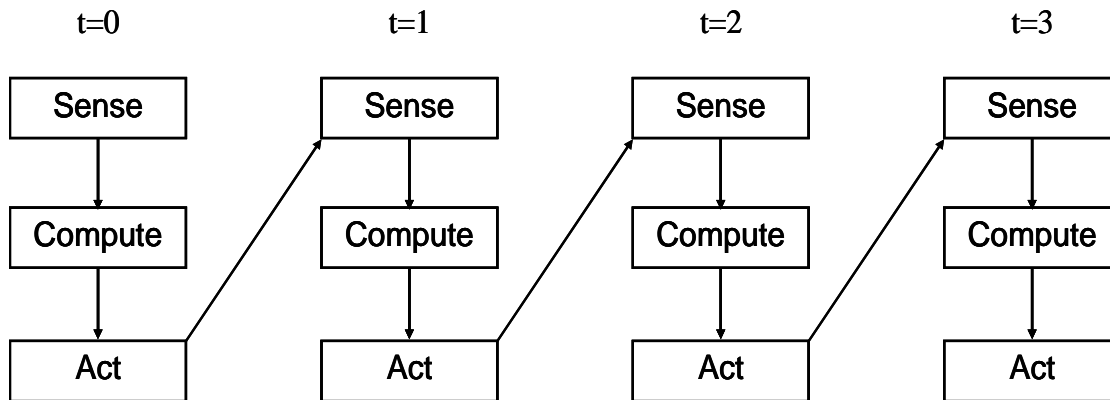 t=0 t=1 t=2 t=3
Sense Sense Sense Sense
Compute Compute Compute Compute
Act Act Act Act